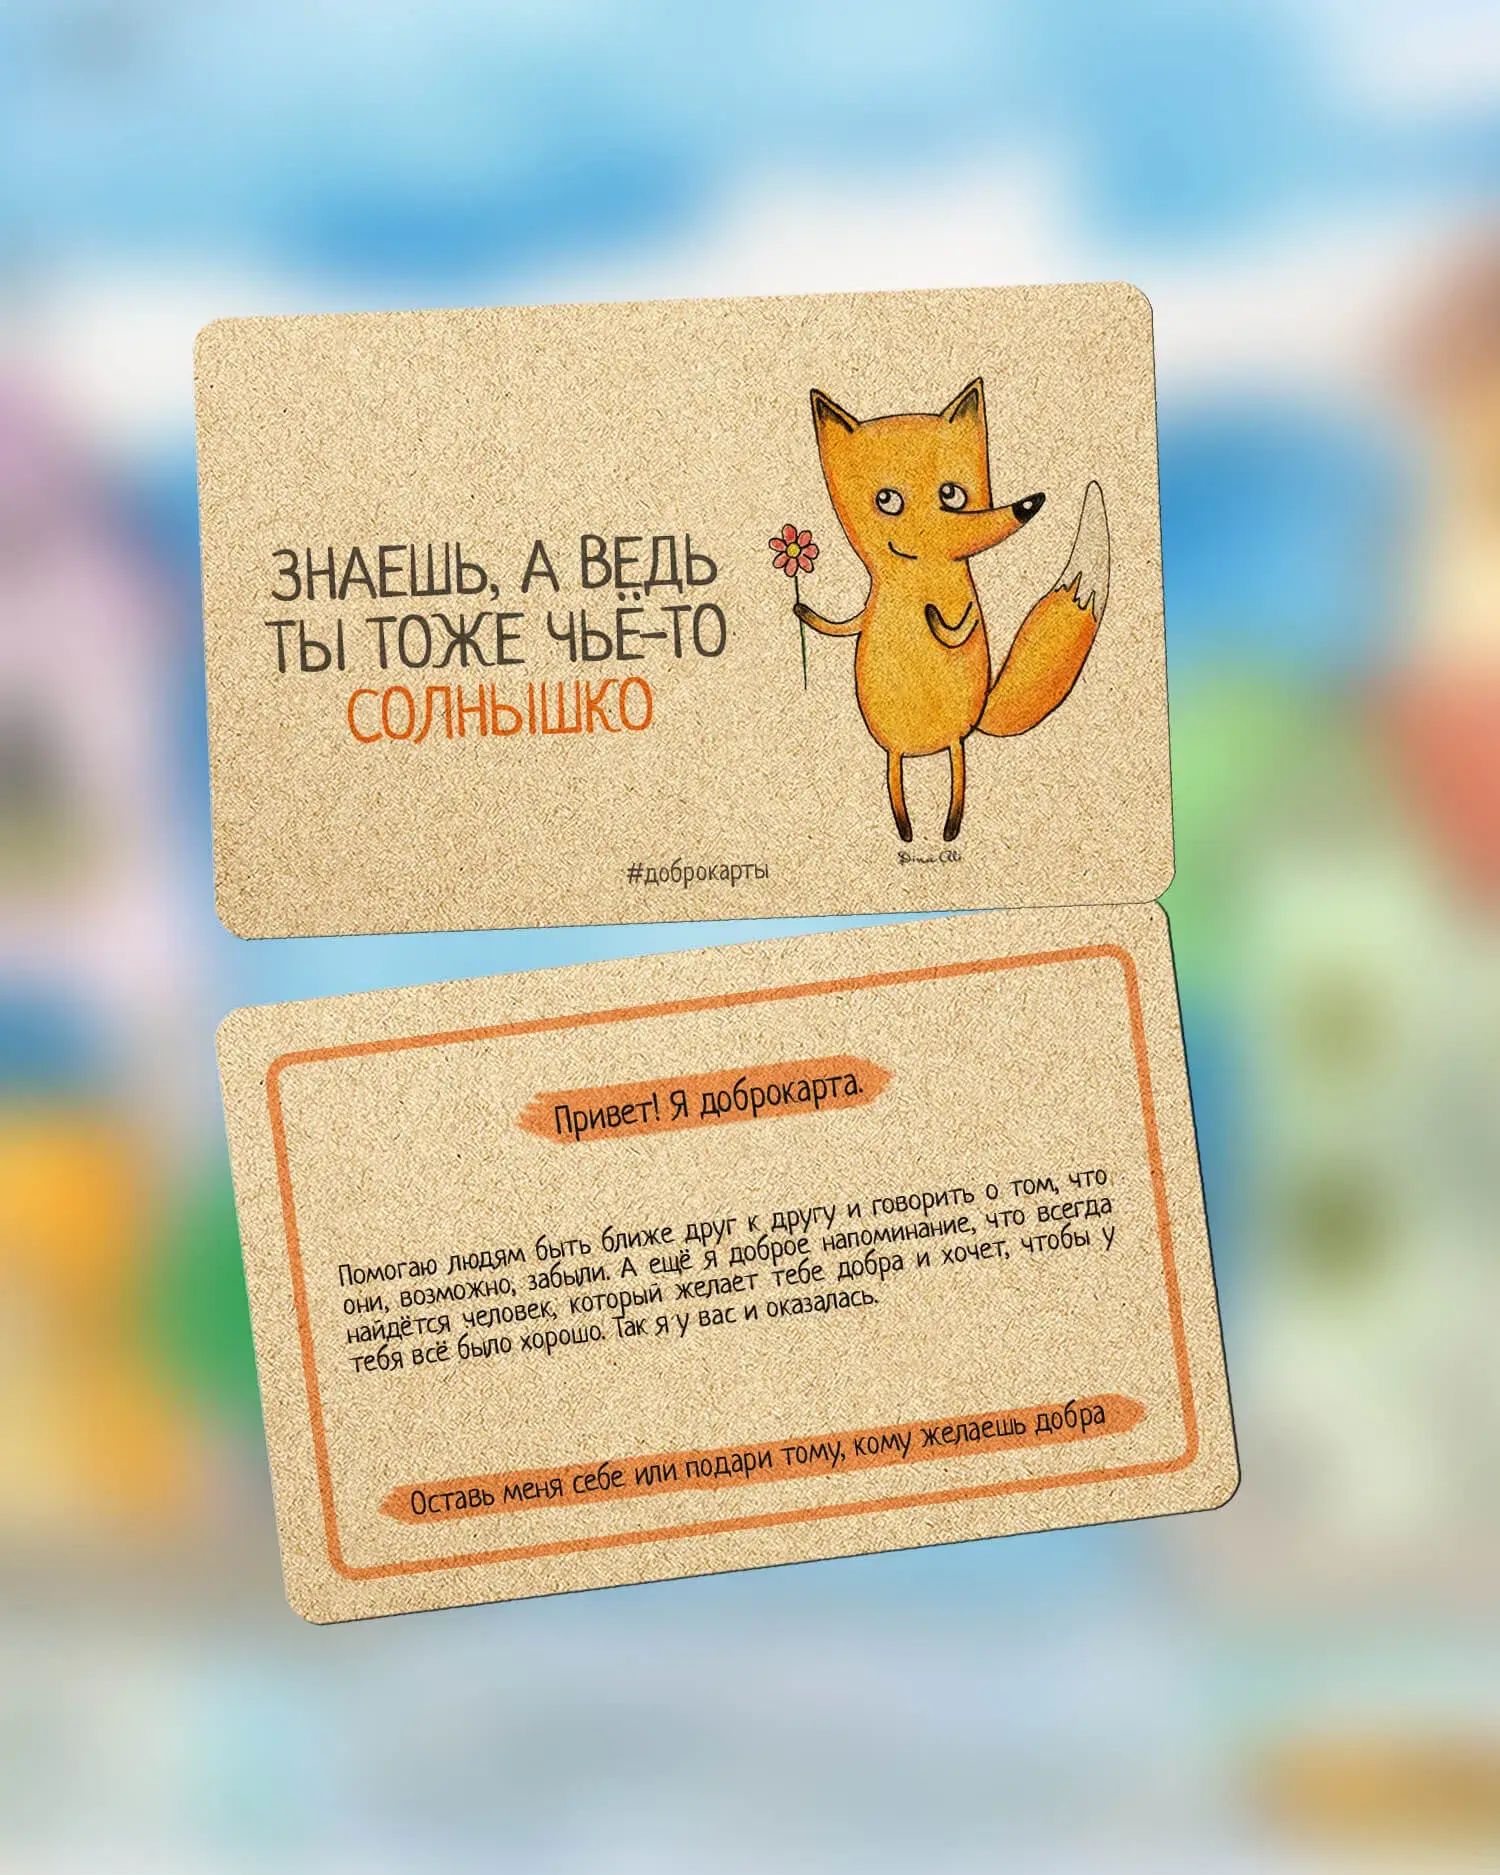 ЗНАЕШЬ, А ВЕДЬ
ТЫ ТОЖЕ ЧЬЁ-ТО
СОЛНЫШКО
#доброкарты
Dina Ali
Привет! Я доброкарта.
Помогаю людям быть ближе друг к другу и говорить о том, что
они, возможно, забыли. А ещё я доброе напоминание, что всегда
найдётся человек, который желает тебе добра и хочет, чтобы у
тебя всё было хорошо. Так я у вас и оказалась.
Оставь меня себе или подари тому, кому желаешь добра